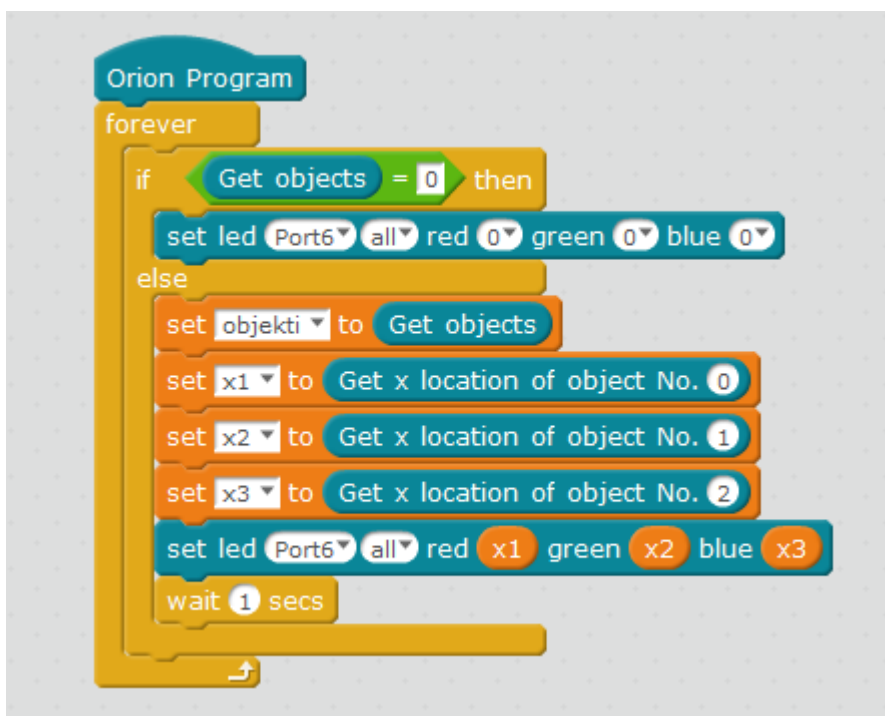 Orion Program
forever
if Get objects = 0 then
set led Port6 all red 0 green 0 blue 0
else
set objekti to Get objects
set x1 to Get x location of object No. 0
set x2 to Get x location of object No. 1
set x3 to Get x location of object No. 2
set led Port6 all red x1 green x2 blue x3
wait 1 secs